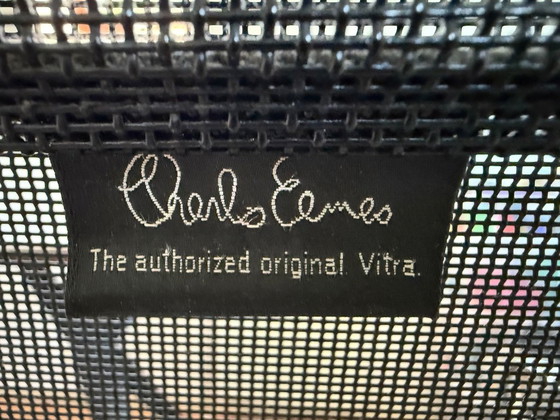 Charles Eames
The authorized original. Vitra.